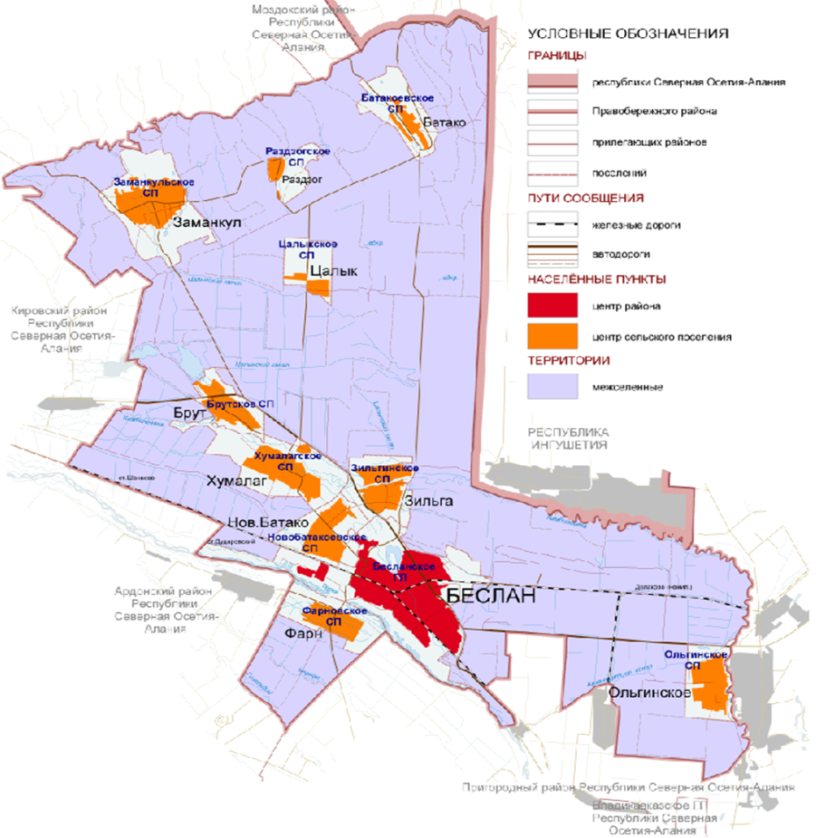 Моздокский район
Республики
Северная Осетия-
Алания
УСЛОВНЫЕ ОБОЗНАЧЕНИЯ
ГРАНИЦЫ
республики Северная Осетия-Алания
Правобережного района
прилегающих районов
поселений
ПУТИ СООБЩЕНИЯ
железные дороги
автодороги
НАСЕЛЁННЫЕ ПУНКТЫ
центр района
центр сельского поселения
ТЕРРИТОРИИ
межселенные
Батакоевское
СП
Батако
Раздзогское
СП
Раздзог
Заманкульское
СП
Заманкул
Цалыкское
СП
Цалык
Кировский район
Республики
Северная Осетия-
Алания
РЕСПУБЛИКА
ИНГУШЕТИЯ
Брутское СП
Брут
Хумалагское
СП
Хумалаг
Зильгинское
СП
Зильга
Нов.Батако
Новобатакоевское
СП
Бесланское
ГП
БЕСЛАН
Ардонский район
Республики
Северная Осетия-
Алания
Фарновское
СП
Фарн
Ольгинское
СП
Ольгинское
Пригородный район Республики Северная Осетия-Алания
Владикавказское ГП
Республики Северная
Осетия-Алания